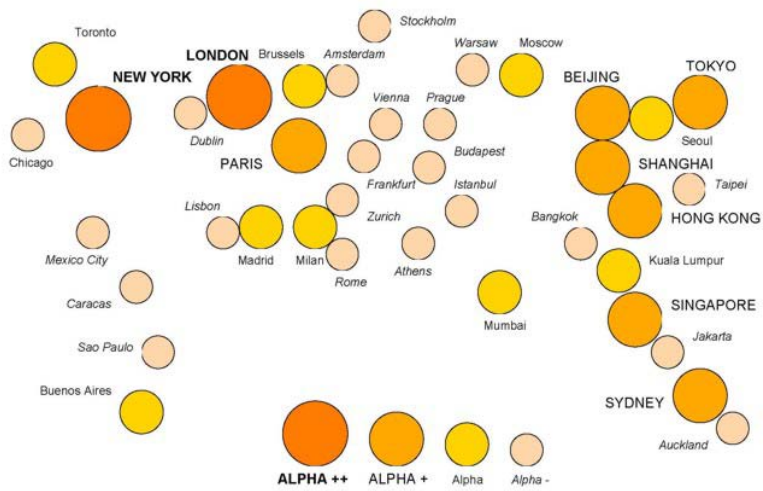 Stockholm
Toronto
LONDON
Brussels
Amsterdam
Warsaw
Moscow
NEW YORK
BEIJING
TOKYO
Vienna
Prague
Dublin
Seoul
Chicago
PARIS
Budapest
SHANGHAI
Frankfurt
Istanbul
Taipei
Lisbon
Zurich
Bangkok
HONG KONG
Mexico City
Madrid
Milan
Rome
Athens
Kuala Lumpur
Caracas
Mumbai
SINGAPORE
Sao Paulo
Jakarta
Buenos Aires
SYDNEY
Auckland
ALPHA ++
ALPHA +
Alpha
Alpha -